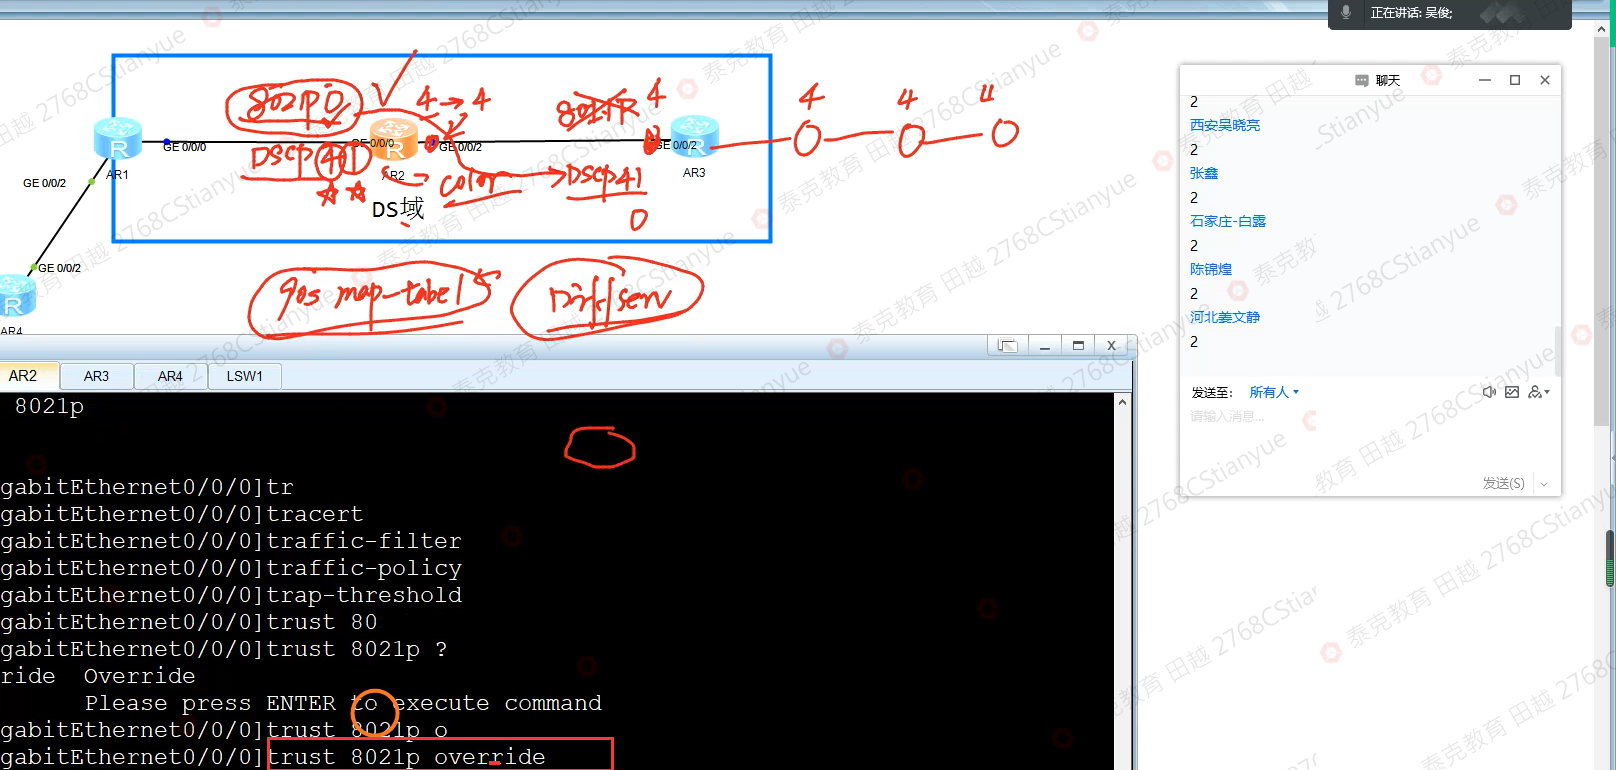 正在讲话: 吴俊;
802.1p 0
4→4
802.1P
4
4
4
4
GE 0/0/0
GE 0/0/0
GE 0/0/2
GE 0/0/2
DSCP 41
color
DSCP41
0
R
AR1
R
AR2
R
AR3
GE 0/0/2
DS域
GE 0/0/2
R
AR4
qos map-tabel
Diffserv
聊天
2
西安吴晓亮
2
张鑫
2
石家庄-白露
2
陈锦煌
2
河北姜文静
2
发送至: 所有人
请输入消息...
发送(S)
AR2
AR3
AR4
LSW1
8021p
gabitEthernet0/0/0]tr
gabitEthernet0/0/0]tracert
gabitEthernet0/0/0]traffic-filter
gabitEthernet0/0/0]traffic-policy
gabitEthernet0/0/0]trap-threshold
gabitEthernet0/0/0]trust 80
gabitEthernet0/0/0]trust 8021p ?
ride  Override
Please press ENTER to execute command
gabitEthernet0/0/0]trust 8021p o
gabitEthernet0/0/0]trust 8021p override
泰克教育 田越 2768CStianyue